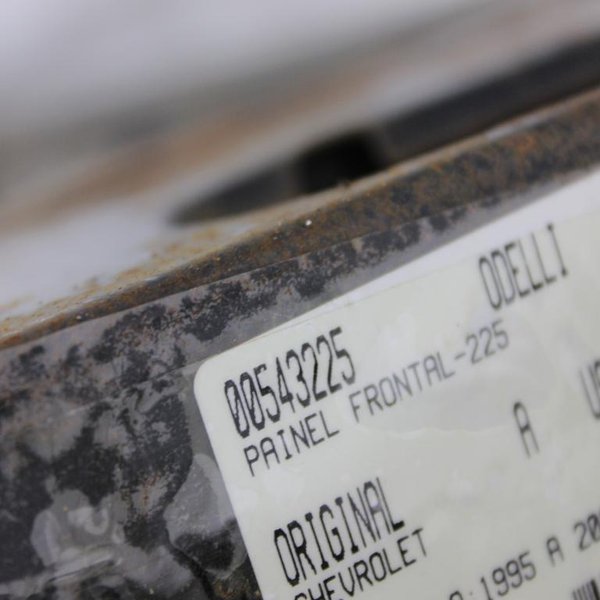 ODELLI
00543225
PAINEL FRONTAL-225
A
ORIGINAL
CHEVROLET
1995 A